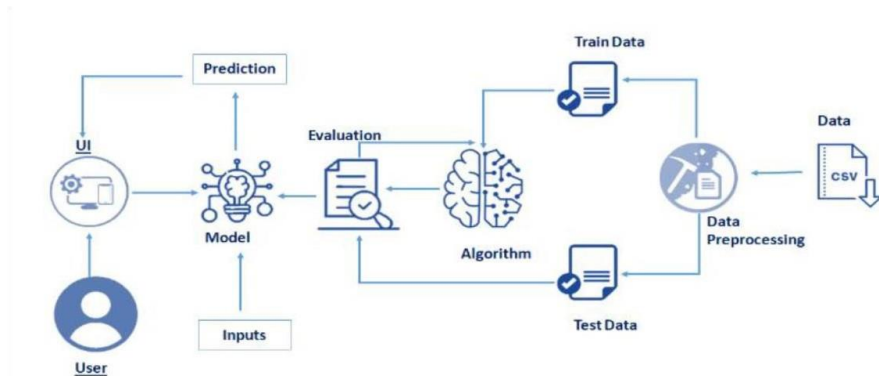 Train Data
Prediction
Evaluation
Data
UI
CSV
Model
Algorithm
Data
Preprocessing
Inputs
Test Data
User